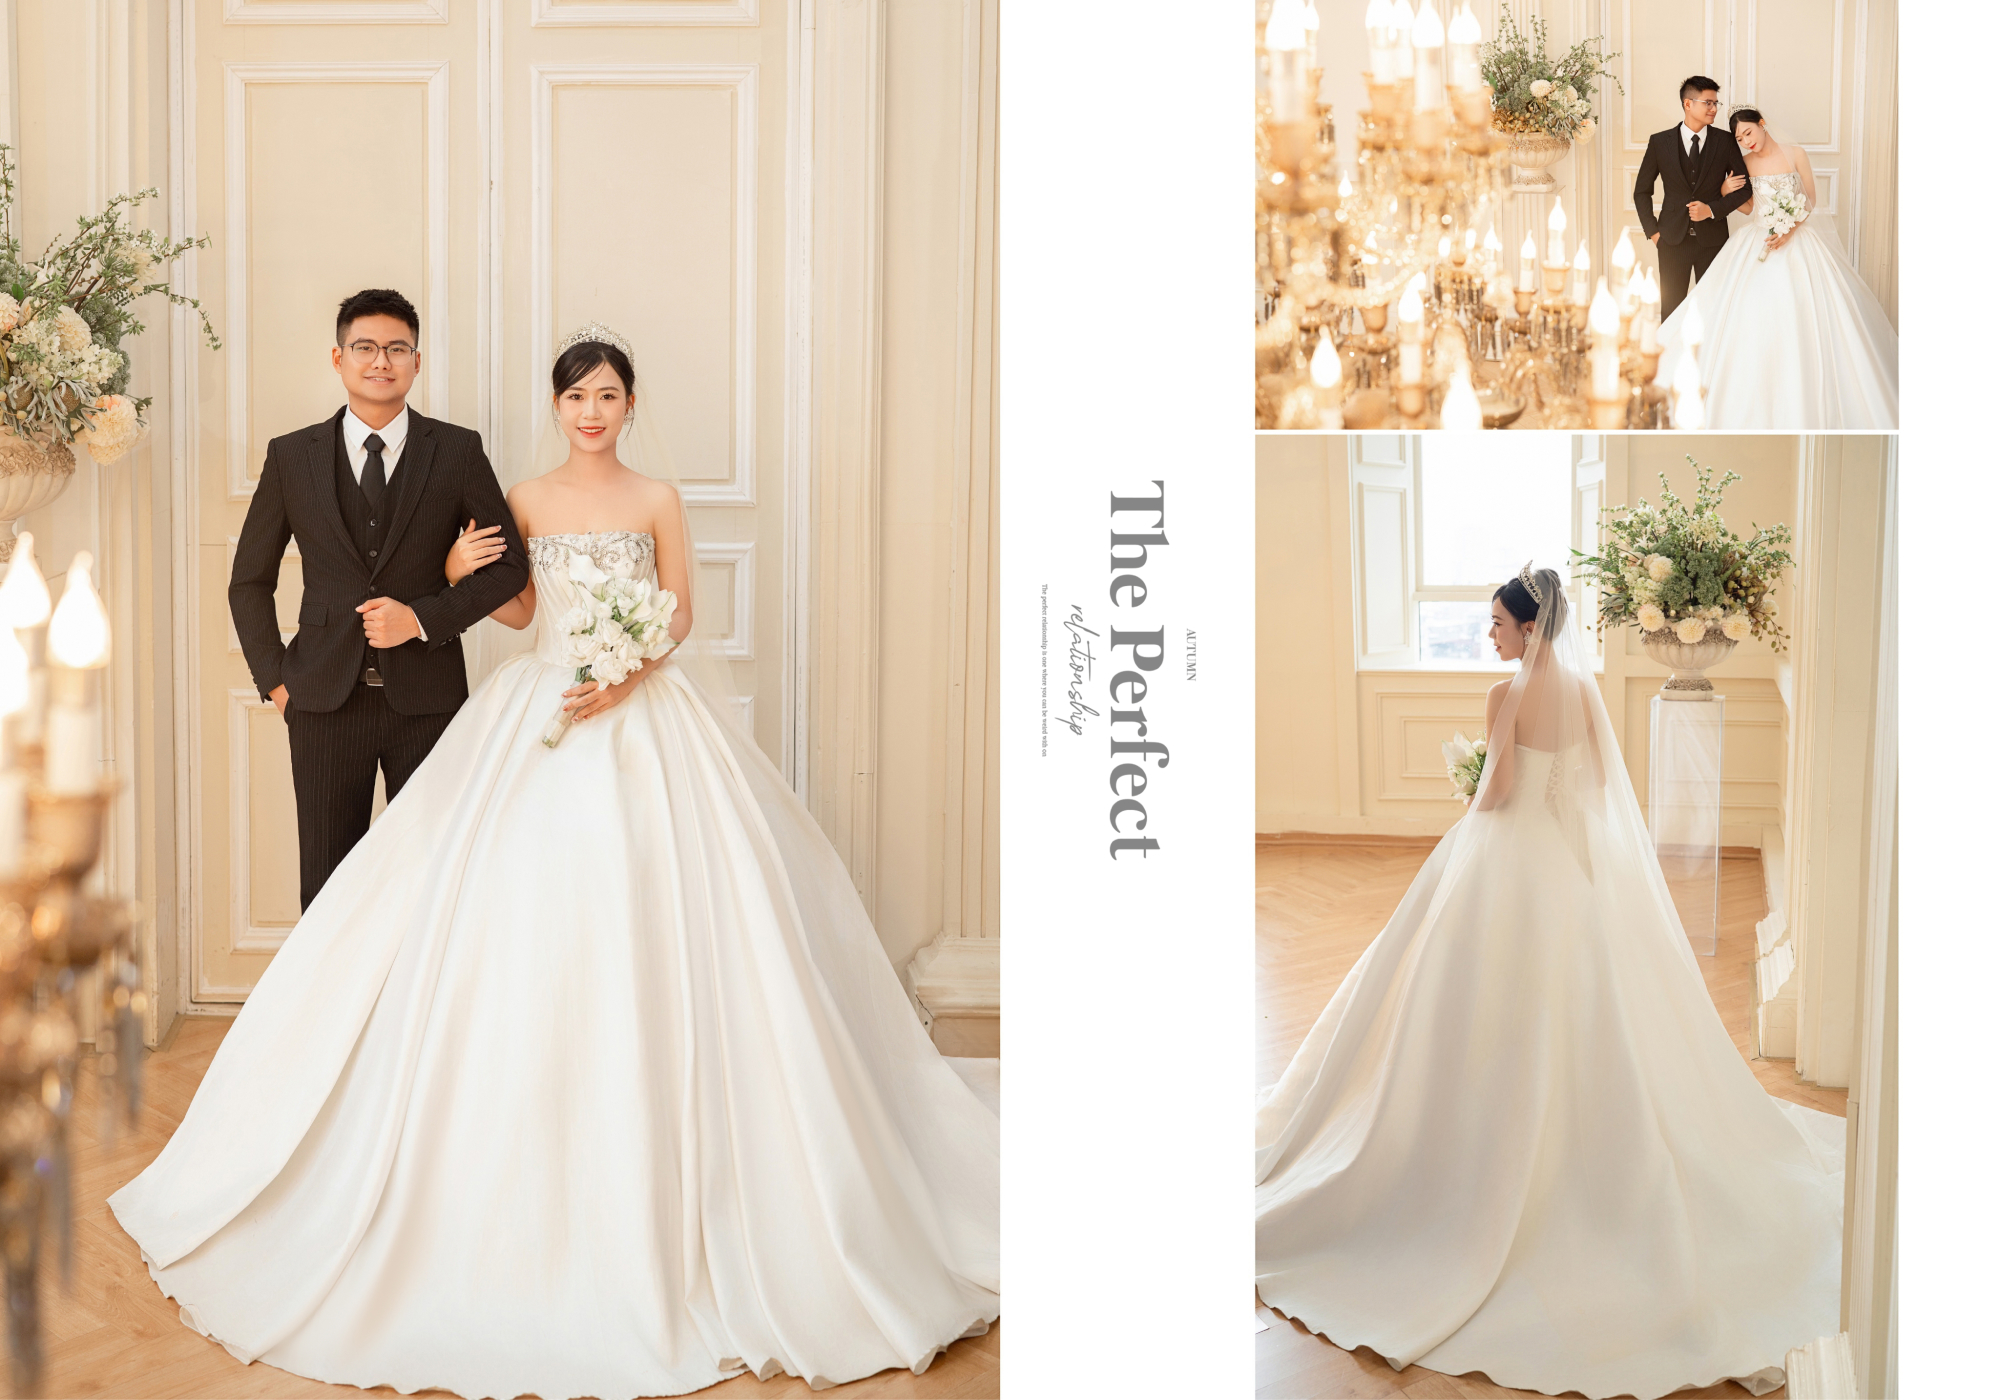 AUTUMN
The Perfect
relationship
The perfect relationship is one where you can be weird with on